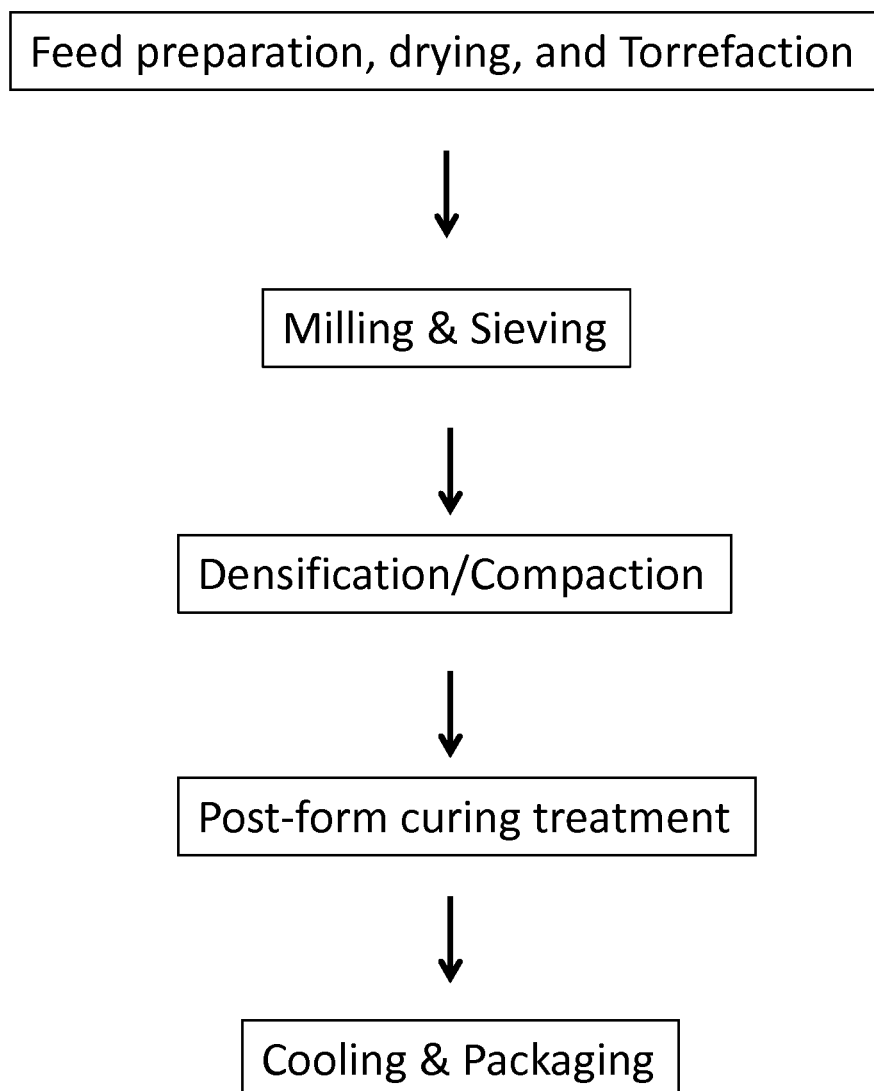 Feed preparation, drying, and Torrefaction
Milling & Sieving
Densification/Compaction
Post-form curing treatment
Cooling & Packaging